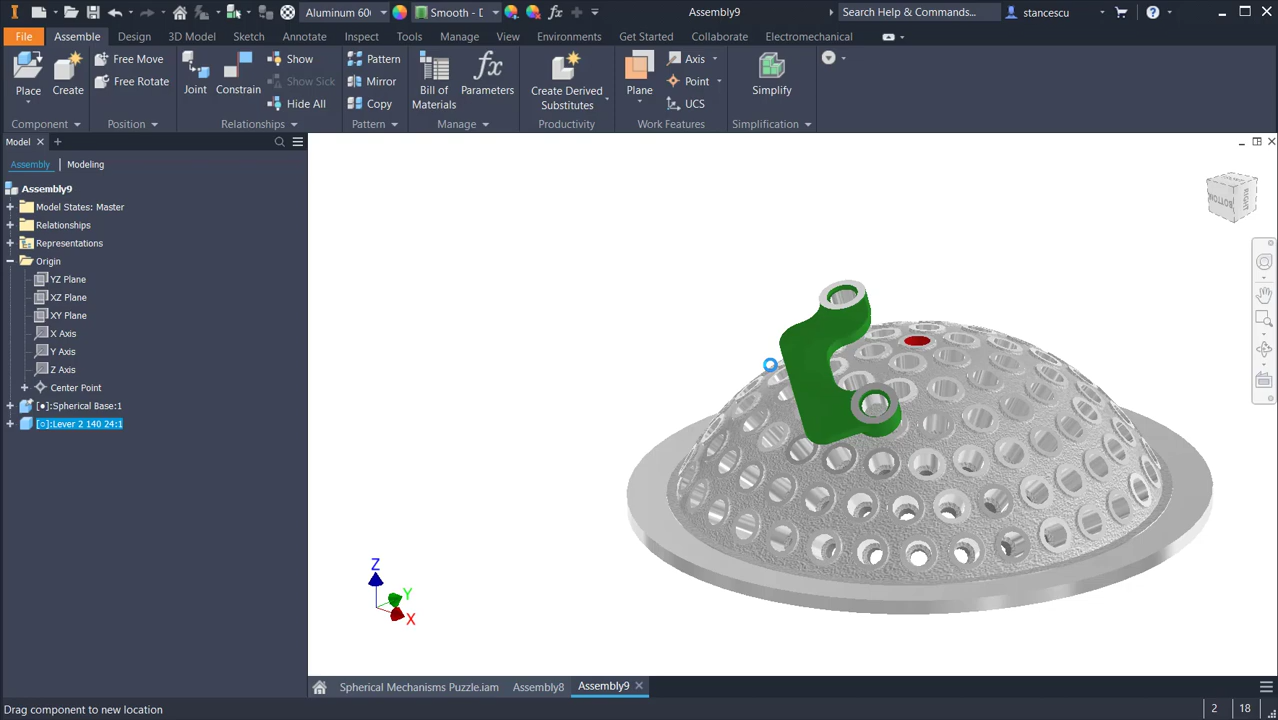 Aluminum 606
Smooth - [
fx
Assembly9
Search Help & Commands...
stancescu
File
Assemble
Design
3D Model
Sketch
Annotate
Inspect
Tools
Manage
View
Environments
Get Started
Collaborate
Electromechanical
Place
Create
Free Move
Free Rotate
Joint
Constrain
Show
Show Sick
Hide All
Pattern
Mirror
Copy
Bill of
Materials
fx
Parameters
Create Derived
Substitutes
Plane
Axis
Point
UCS
Simplify
Component
Position
Relationships
Pattern
Manage
Productivity
Work Features
Simplification
Model
Assembly | Modeling
Assembly9
Model States: Master
Relationships
Representations
Origin
YZ Plane
XZ Plane
XY Plane
X Axis
Y Axis
Z Axis
Center Point
[●]:Spherical Base:1
[○]:Lever 2 140 24:1
BOTTOM
RIGHT
Z
Y
X
Spherical Mechanisms Puzzle.iam
Assembly8
Assembly9
Drag component to new location
2
18